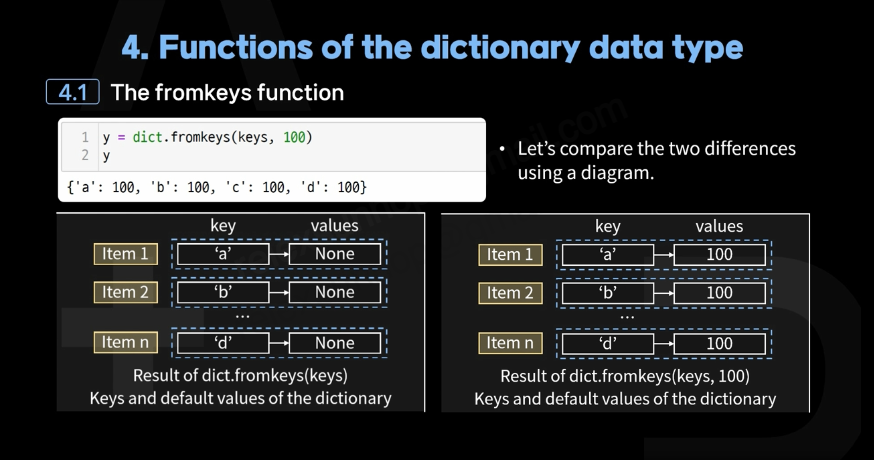 4. Functions of the dictionary data type
4.1 The fromkeys function
1 y = dict.fromkeys(keys, 100)
2 y
{'a': 100, 'b': 100, 'c': 100, 'd': 100}
• Let's compare the two differences
using a diagram.
key values
Item 1 ‘a’ None
Item 2 ‘b’ None
...
Item n ‘d’ None
Result of dict.fromkeys(keys)
Keys and default values of the dictionary
key values
Item 1 ‘a’ 100
Item 2 ‘b’ 100
...
Item n ‘d’ 100
Result of dict.fromkeys(keys, 100)
Keys and default values of the dictionary